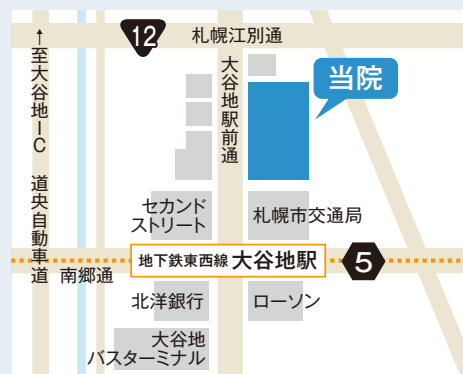 12
札幌江別通
↑至大谷地IC 道央自動車道
大谷地駅前通
当院
セカンド
ストリート
札幌市交通局
地下鉄東西線 大谷地駅
5
南郷通
北洋銀行
ローソン
大谷地
バスターミナル